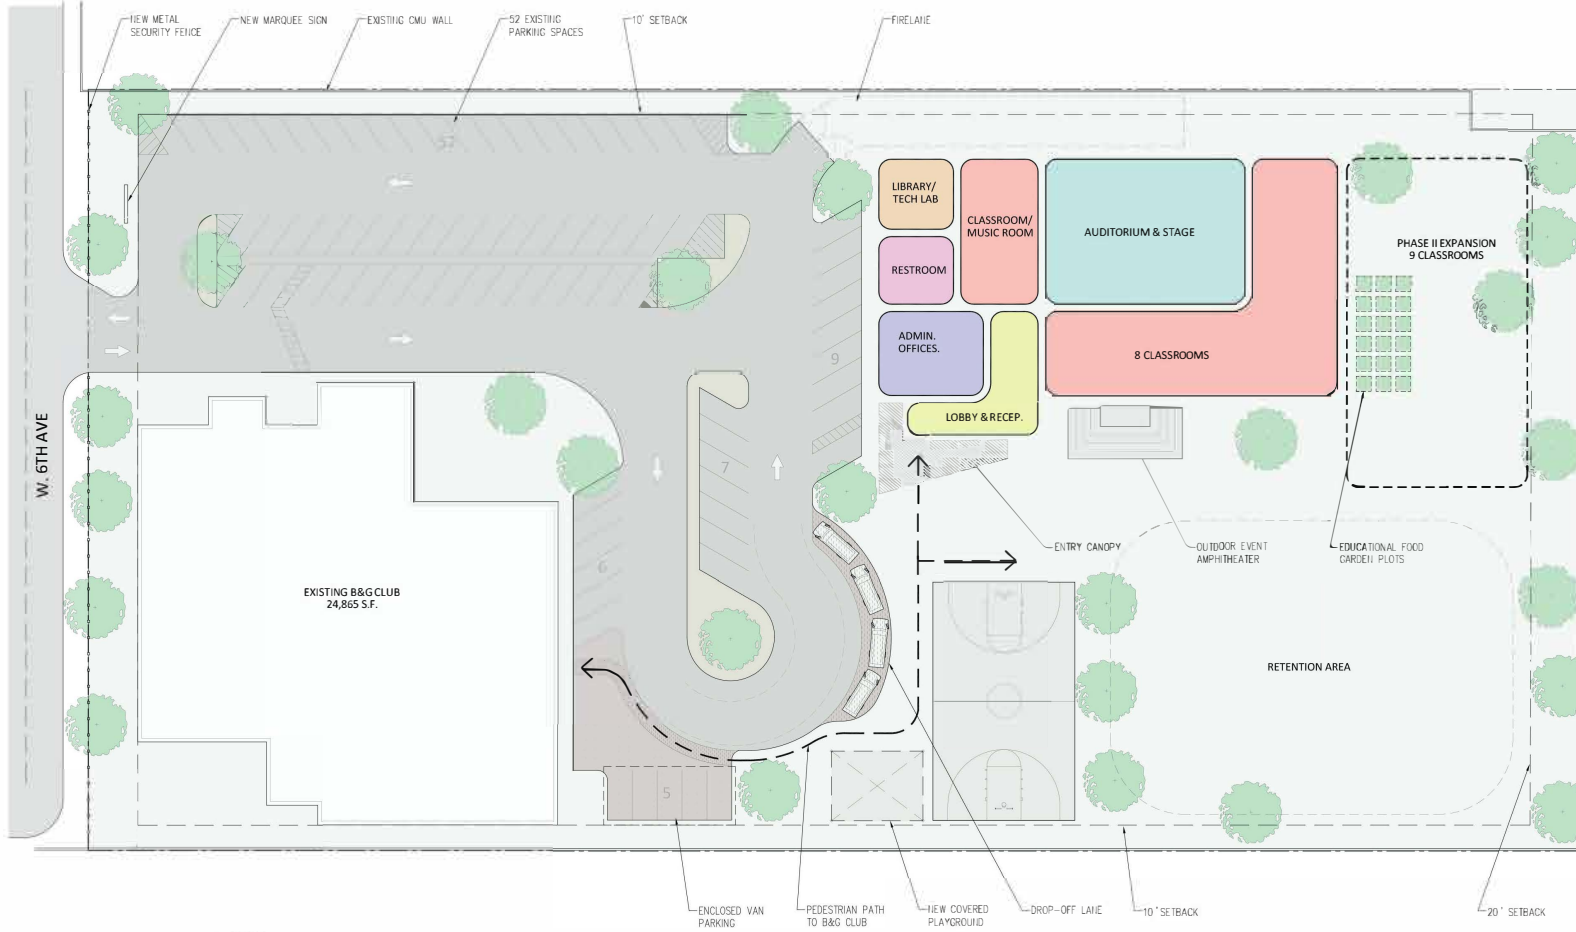 NEW METAL
SECURITY FENCE
NEW MARQUEE SIGN
EXISTING CMU WALL
52 EXISTING
PARKING SPACES
10' SETBACK
FIRELANE
52
LIBRARY/
TECH LAB
CLASSROOM/
MUSIC ROOM
AUDITORIUM & STAGE
PHASE II EXPANSION
9 CLASSROOMS
RESTROOM
ADMIN.
OFFICES.
9
8 CLASSROOMS
LOBBY & RECEP.
W. 6TH AVE
7
6
ENTRY CANOPY
OUTDOOR EVENT
AMPHITHEATER
EDUCATIONAL FOOD
GARDEN PLOTS
EXISTING B&G CLUB
24,865 S.F.
RETENTION AREA
5
ENCLOSED VAN
PARKING
PEDESTRIAN PATH
TO B&G CLUB
NEW COVERED
PLAYGROUND
DROP-OFF LANE
10' SETBACK
20' SETBACK